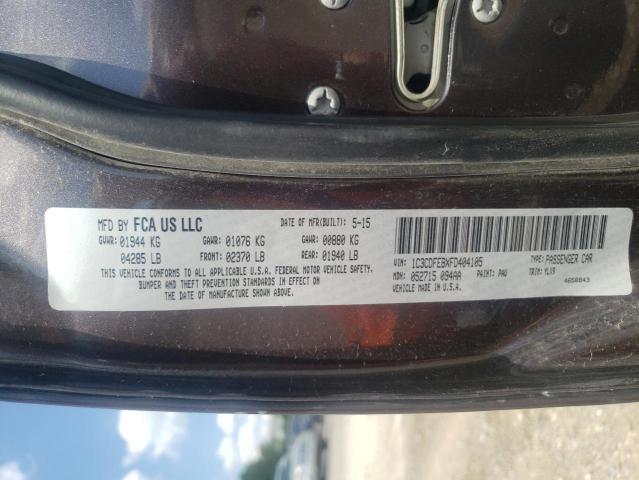 MFD BY FCA US LLC DATE OF MFR(BUILT): 5-15
GVWR: 01944 KG GAWR: 01076 KG GAWR: 00880 KG
04285 LB FRONT: 02370 LB REAR: 01940 LB
THIS VEHICLE CONFORMS TO ALL APPLICABLE U.S.A. FEDERAL MOTOR VEHICLE SAFETY,
BUMPER AND THEFT PREVENTION STANDARDS IN EFFECT ON
THE DATE OF MANUFACTURE SHOWN ABOVE.
VIN: 1C3CDFEBXFD404105 TYPE: PASSENGER CAR
MDH: 052715 094AA PAINT: PAU TRIM: MLX9
VEHICLE MADE IN U.S.A. 4658843